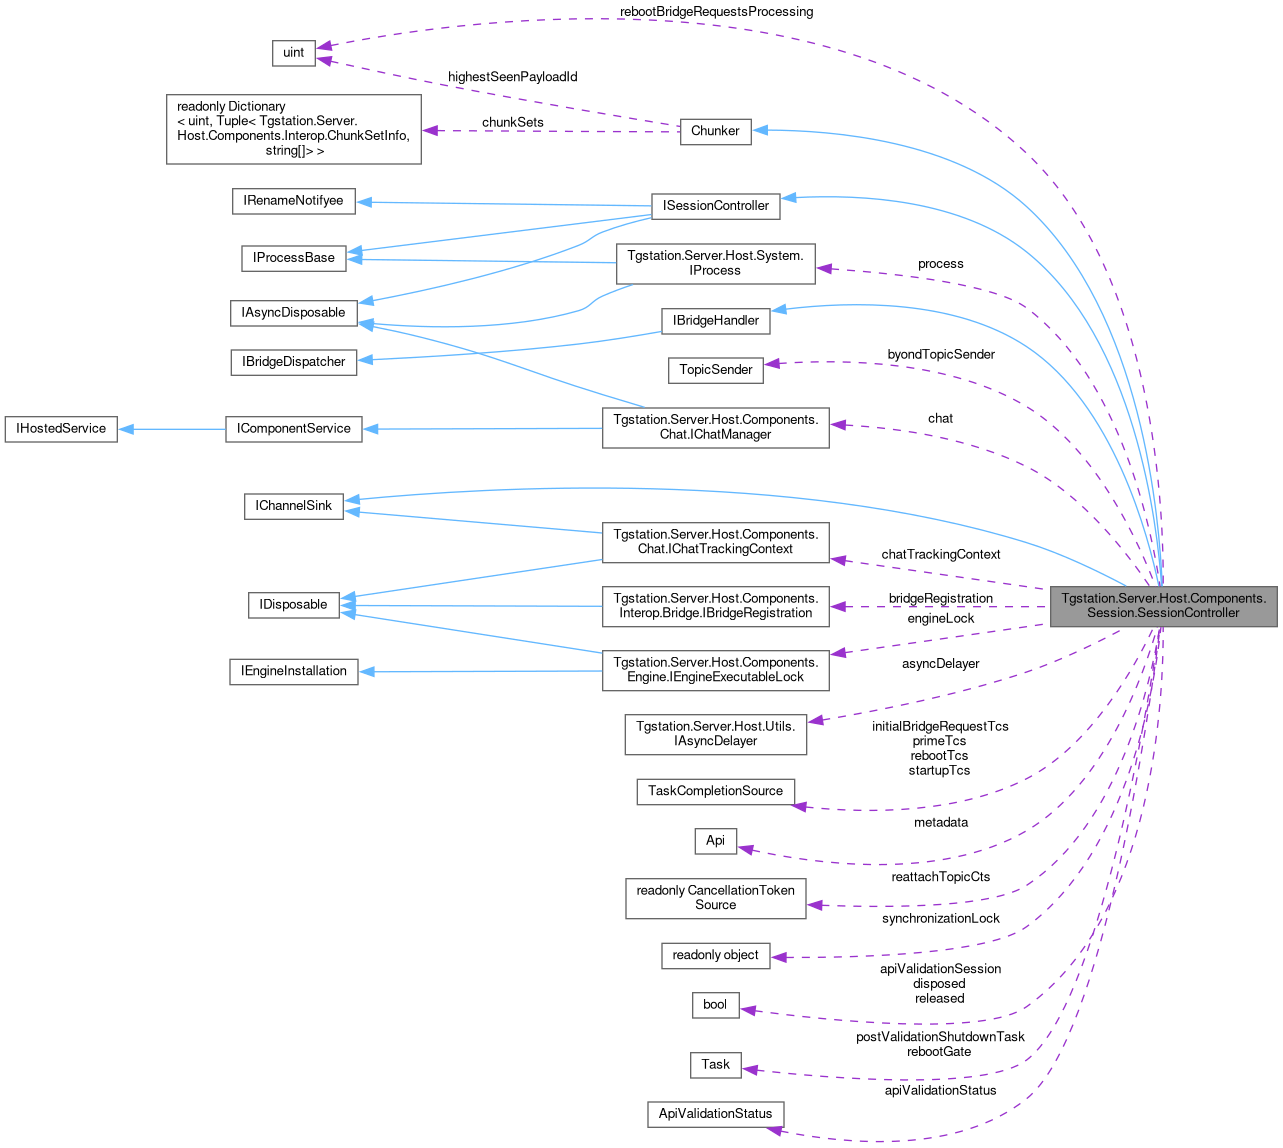 rebootBridgeRequestsProcessing
uint
highestSeenPayloadId
readonly Dictionary
< uint, Tuple< Tgstation.Server.
Host.Components.Interop.ChunkSetInfo,
string[]> >
chunkSets
Chunker
IRenameNotifyee
ISessionController
IProcessBase
Tgstation.Server.Host.System.
IProcess
process
IAsyncDisposable
IBridgeHandler
IBridgeDispatcher
byondTopicSender
TopicSender
IHostedService
IComponentService
Tgstation.Server.Host.Components.
Chat.IChatManager
chat
IChannelSink
Tgstation.Server.Host.Components.
Chat.IChatTrackingContext
chatTrackingContext
IDisposable
Tgstation.Server.Host.Components.
Interop.Bridge.IBridgeRegistration
bridgeRegistration
Tgstation.Server.Host.Components.
Session.SessionController
engineLock
IEngineInstallation
Tgstation.Server.Host.Components.
Engine.IEngineExecutableLock
asyncDelayer
Tgstation.Server.Host.Utils.
IAsyncDelayer
initialBridgeRequestTcs
primeTcs
rebootTcs
startupTcs
TaskCompletionSource
metadata
Api
reattachTopicCts
readonly CancellationToken
Source
synchronizationLock
readonly object
apiValidationSession
disposed
released
bool
postValidationShutdownTask
rebootGate
Task
apiValidationStatus
ApiValidationStatus